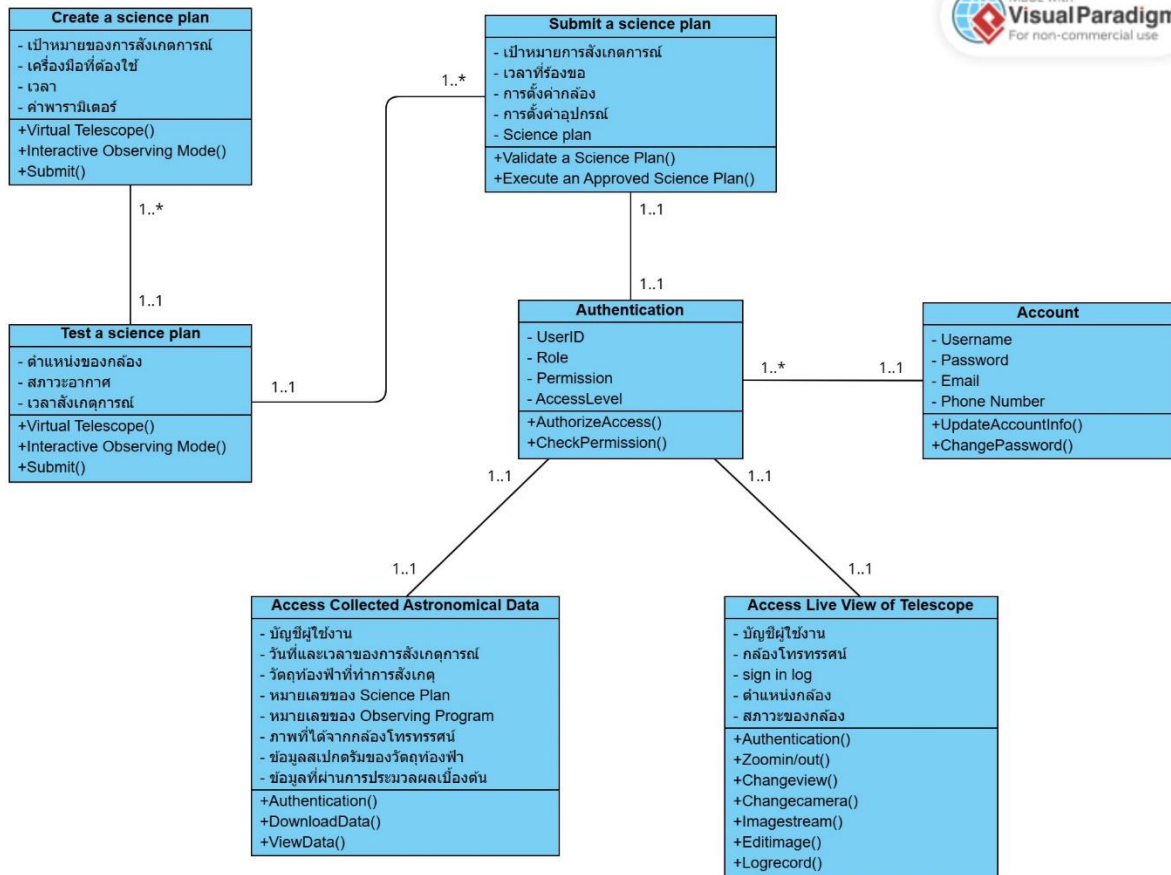 Create a science plan
- เป้าหมายของการสังเกตการณ์
- เครื่องมือที่ต้องใช้
- เวลา
- ค่าพารามิเตอร์
+Virtual Telescope()
+Interactive Observing Mode()
+Submit()
Submit a science plan
- เป้าหมายการสังเกตการณ์
- เวลาที่ร้องขอ
- การตั้งค่ากล้อง
- การตั้งค่าอุปกรณ์
- Science plan
+Validate a Science Plan()
+Execute an Approved Science Plan()
Visual Paradigm
For non-commercial use
1..*
1..*
1..1
1..1
1..1
1..1
Test a science plan
- ตำแหน่งของกล้อง
- สภาวะอากาศ
- เวลาสังเกตุการณ์
+Virtual Telescope()
+Interactive Observing Mode()
+Submit()
Authentication
- UserID
- Role
- Permission
- AccessLevel
+AuthorizeAccess()
+CheckPermission()
1..*
1..1
Account
- Username
- Password
- Email
- Phone Number
+UpdateAccountInfo()
+ChangePassword()
1..1
1..1
1..1
1..1
Access Collected Astronomical Data
- บัญชีผู้ใช้งาน
- วันที่และเวลาของการสังเกตุการณ์
- วัตถุท้องฟ้าที่ทำการสังเกตุ
- หมายเลขของ Science Plan
- หมายเลขของ Observing Program
- ภาพที่ได้จากกล้องโทรทรรศน์
- ข้อมูลสเปกตรัมของวัตถุท้องฟ้า
- ข้อมูลที่ผ่านการประมวลผลเบื้องต้น
+Authentication()
+DownloadData()
+ViewData()
Access Live View of Telescope
- บัญชีผู้ใช้งาน
- กล้องโทรทรรศน์
- sign in log
- ตำแหน่งกล้อง
- สภาวะของกล้อง
+Authentication()
+Zoomin/out()
+Changeview()
+Changecamera()
+Imagestream()
+Editimage()
+Logrecord()